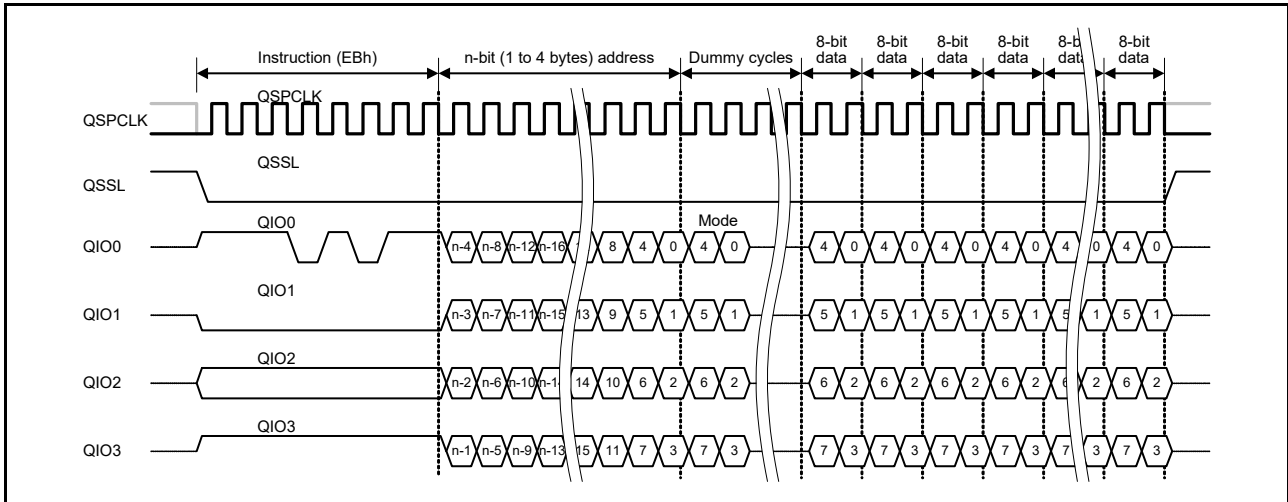 8-bit data 8-bit data 8-bit data 8-bit data 8-bit data 8-bit data
Instruction (EBh) n-bit (1 to 4 bytes) address Dummy cycles
QSPCLK
QSPCLK
QSSL
QSSL
QIO0 Mode
QIO0 n-4 n-8 n-12 n-16 8 4 0 4 0 4 0 4 0 4 0 4 0 4 0 4 0
QIO1
QIO1 n-3 n-7 n-11 n-15 13 9 5 1 5 1 5 1 5 1 5 1 5 1 5 1 5 1
QIO2
QIO2 n-2 n-6 n-10 14 10 6 2 6 2 6 2 6 2 6 2 6 2 6 2 6 2
QIO3
QIO3 n-1 n-5 n-9 n-13 15 11 7 3 7 3 7 3 7 3 7 3 7 3 7 3 7 3